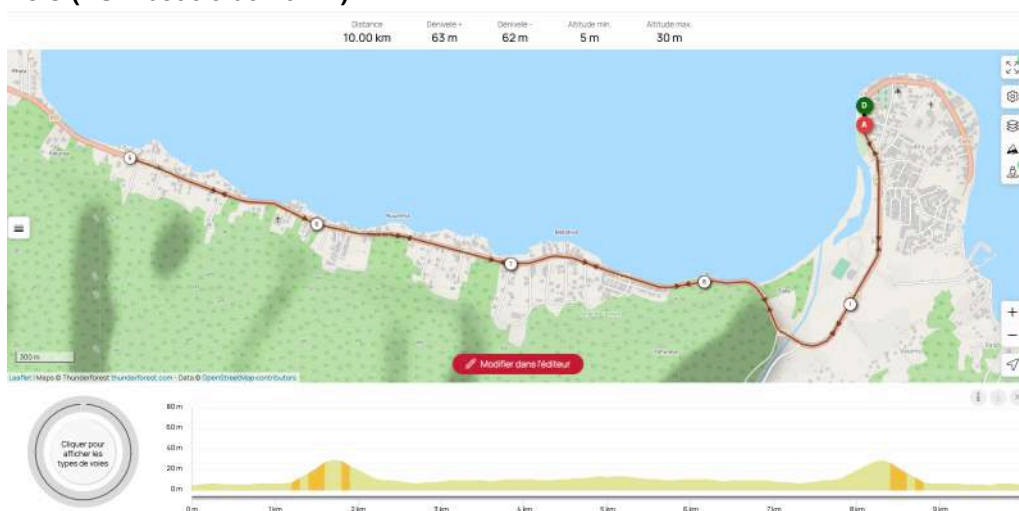 Distance
Dénivelé +
Dénivelé -
Altitude min.
Altitude max.
10.00 km
63 m
62 m
5 m
30 m
D
A
5
6
7
8
1
300 m
Modifier dans l'éditeur
Leaflet | Maps © Thunderforest thunderforest.com - Data © OpenStreetMap contributors
+
−
Cliquer pour
afficher les
types de voies
80 m
60 m
40 m
20 m
0 m
0 m
1 km
2 km
3 km
4 km
5 km
6 km
7 km
8 km
9 km